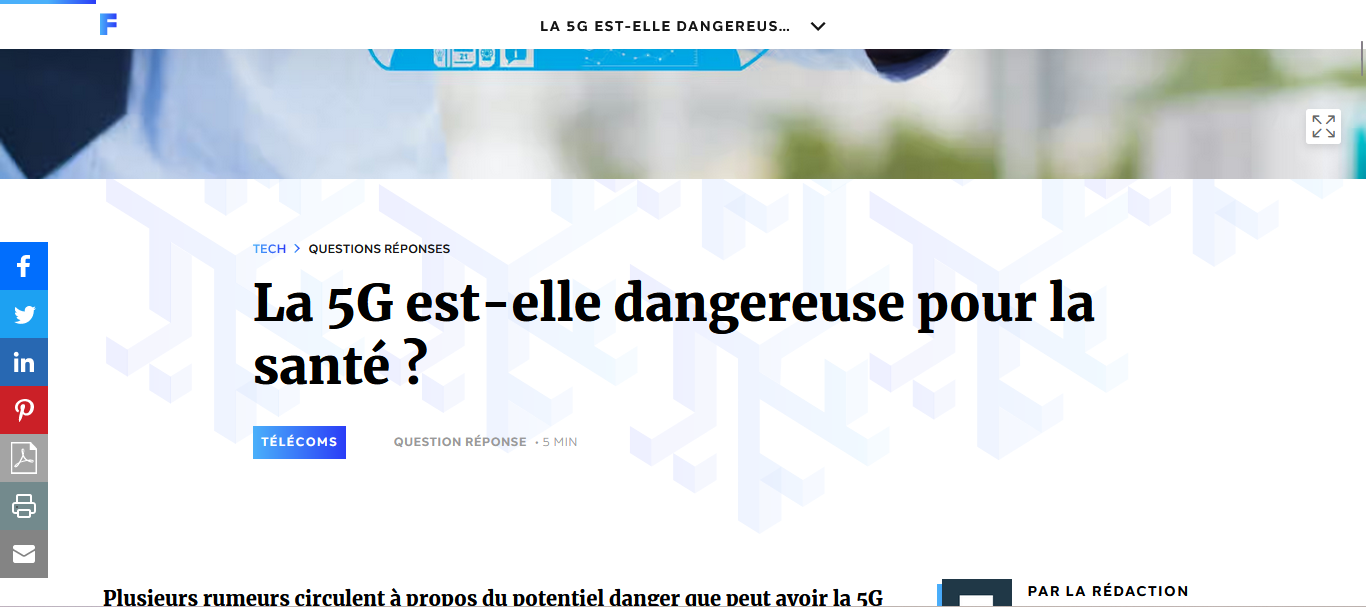 F
LA 5G EST-ELLE DANGEREUS...
21
TECH > QUESTIONS RÉPONSES
La 5G est-elle dangereuse pour la
santé ?
TÉLÉCOMS
QUESTION RÉPONSE • 5 MIN
Plusieurs rumeurs circulent à propos du potentiel danger que peut avoir la 5G
PAR LA RÉDACTION